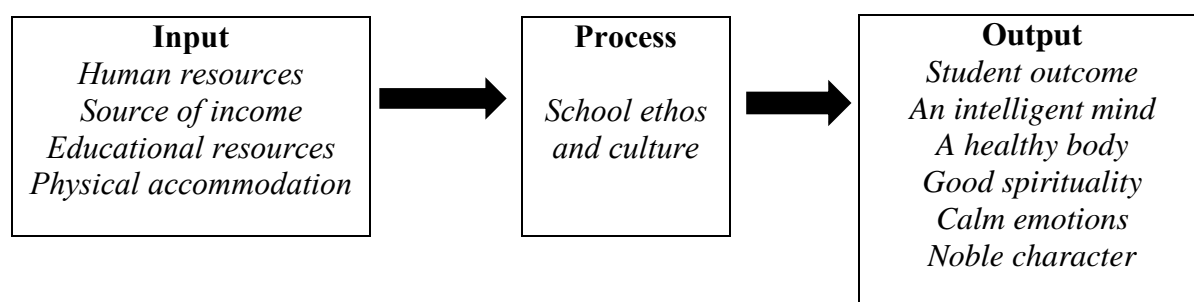 Input
Human resources
Source of income
Educational resources
Physical accommodation
Process
School ethos
and culture
Output
Student outcome
An intelligent mind
A healthy body
Good spirituality
Calm emotions
Noble character